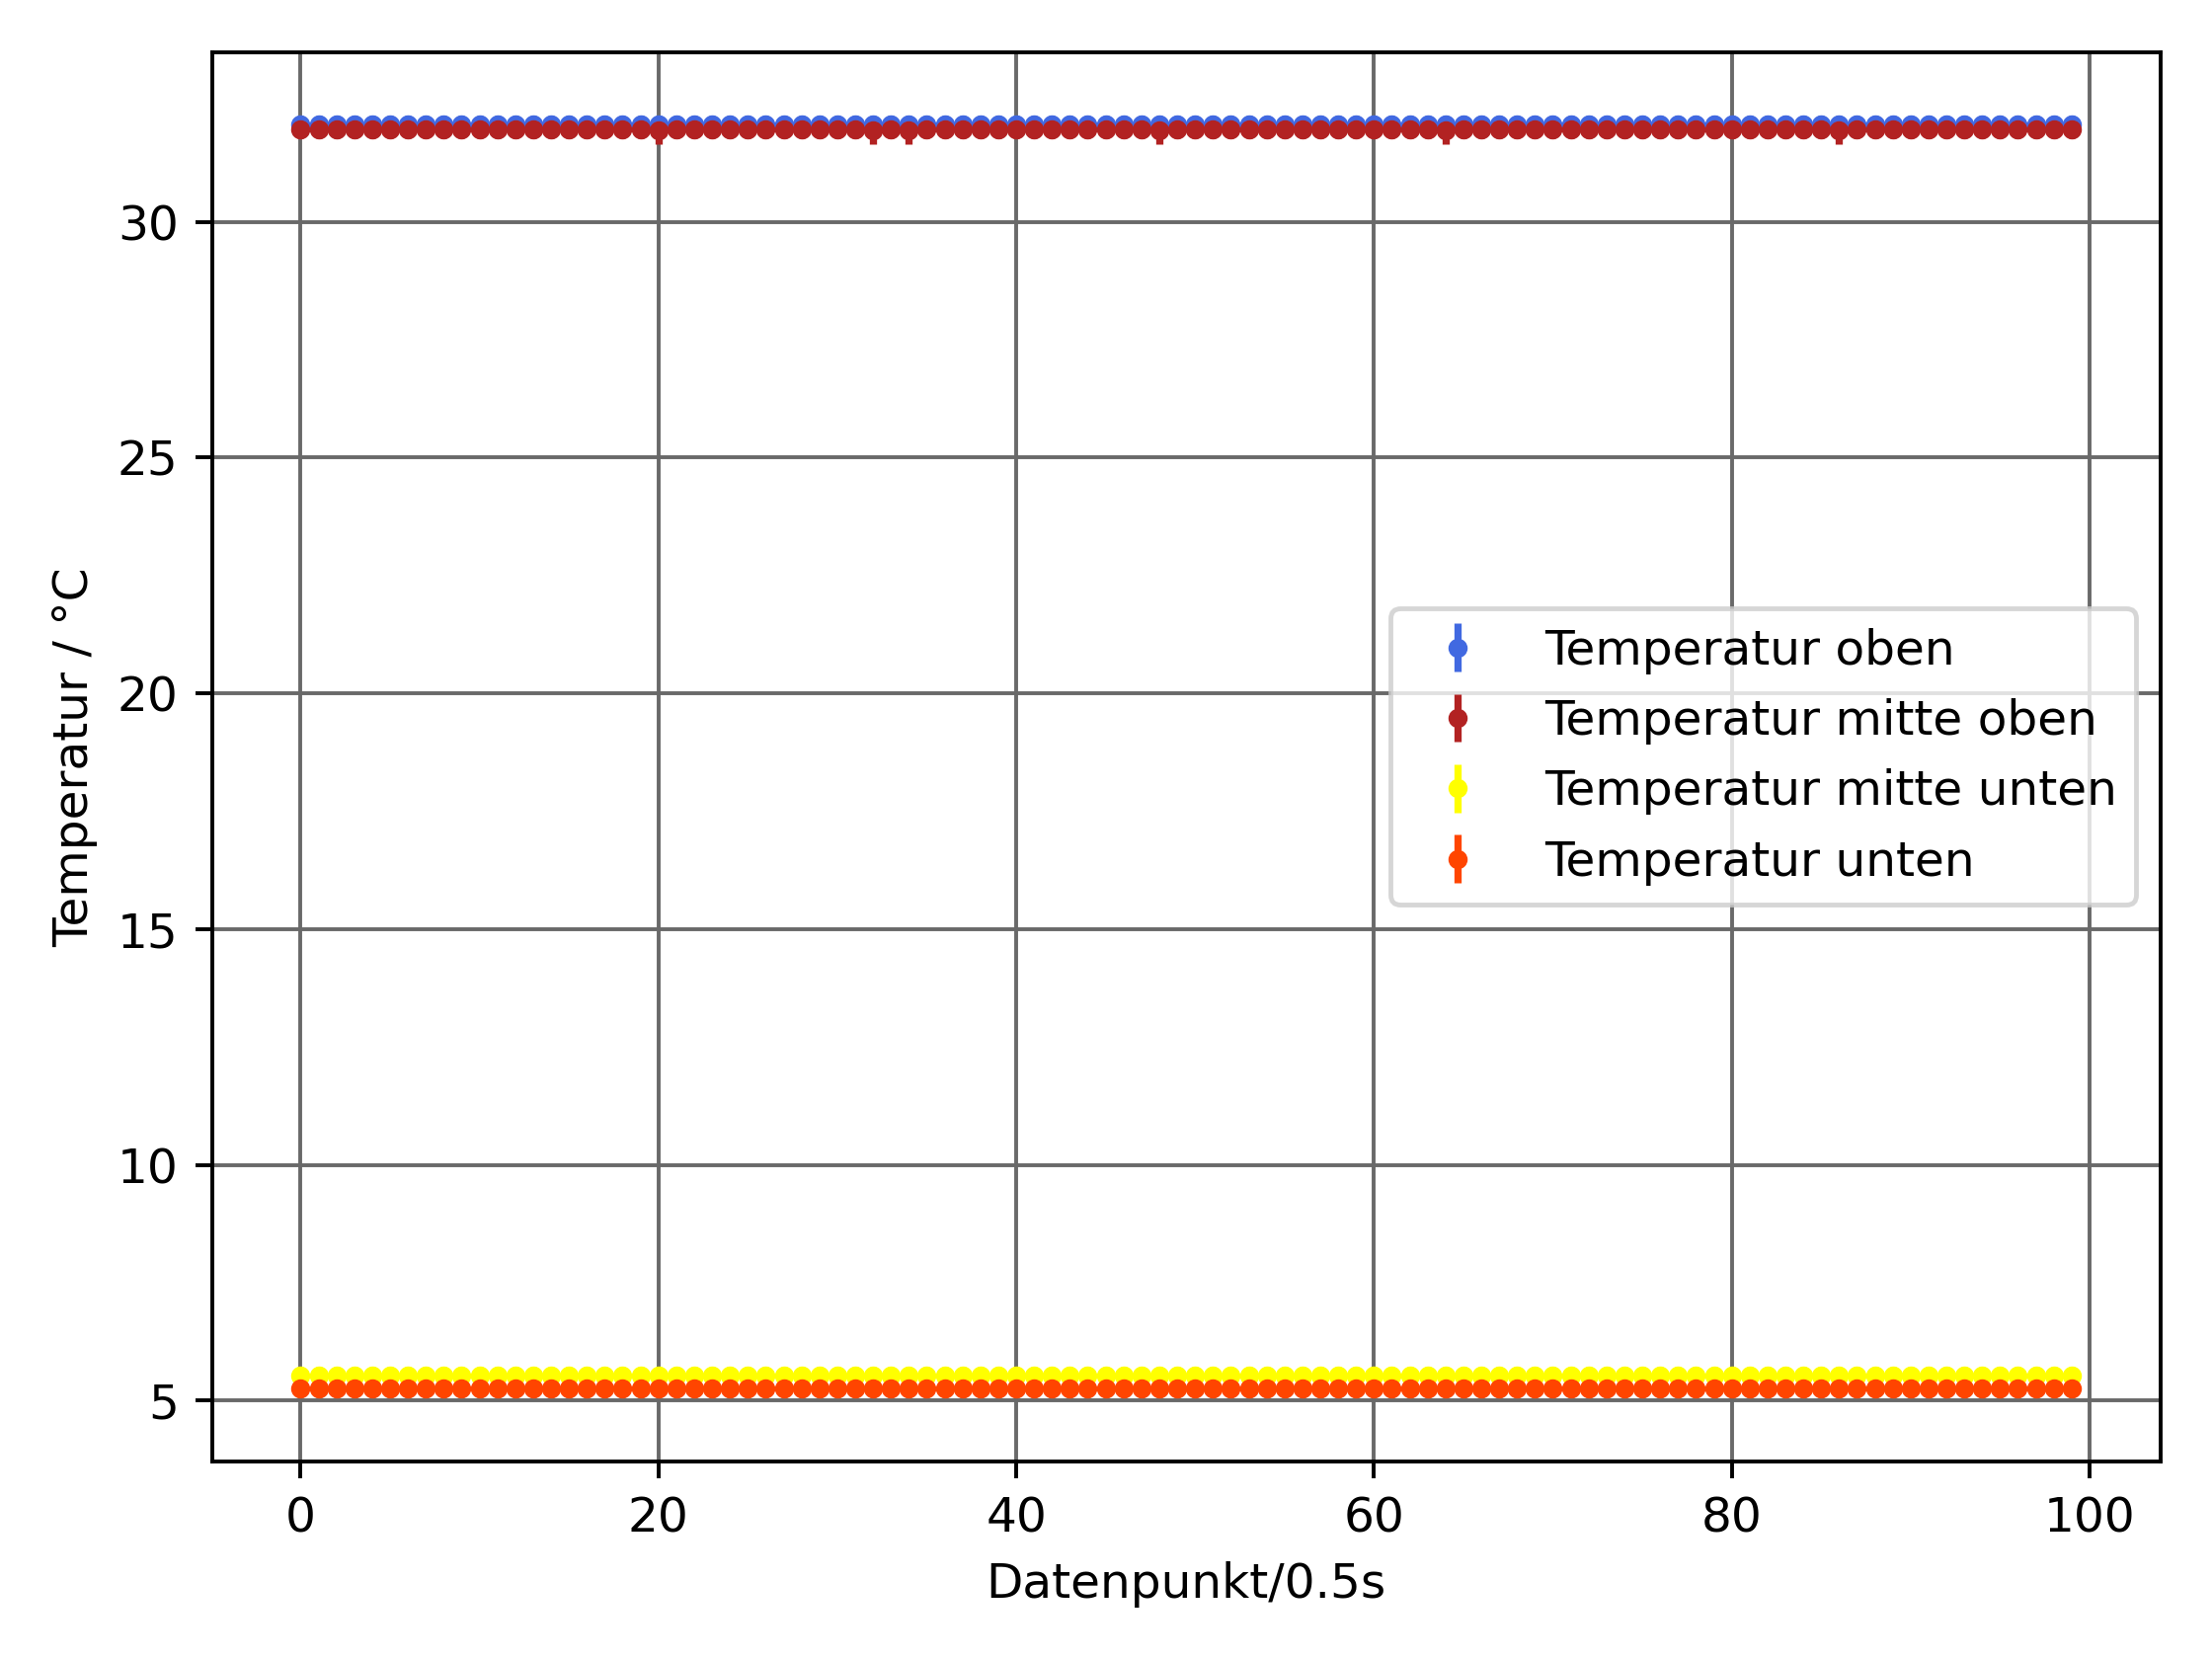 30
25
20
15
10
5
0 20 40 60 80 100
Temperatur / °C
Datenpunkt/0.5s
Temperatur oben
Temperatur mitte oben
Temperatur mitte unten
Temperatur unten